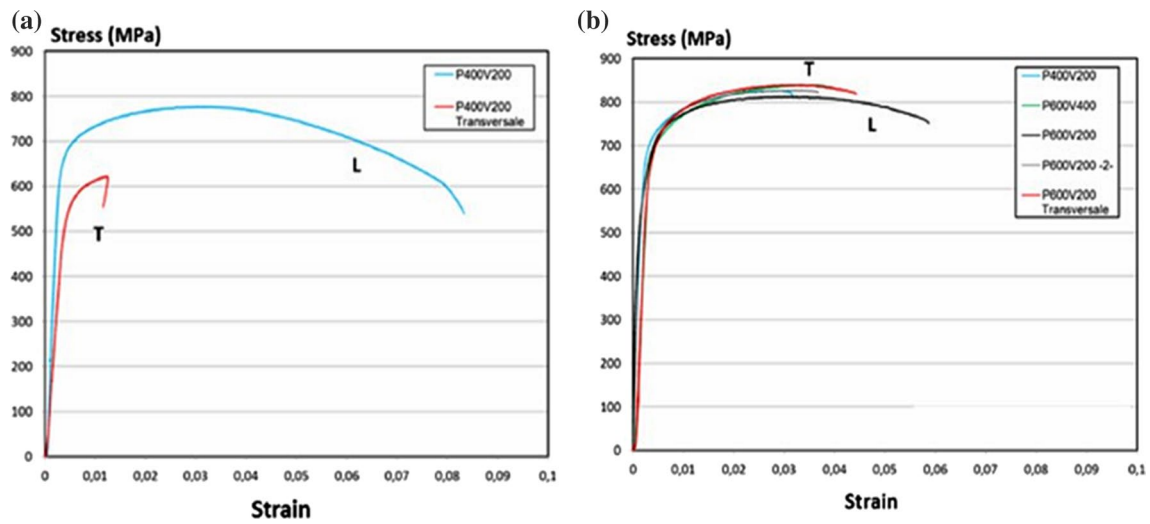 (a)
Stress (MPa)
900
800
700
600
500
400
300
200
100
0
0
0,01
0,02
0,03
0,04
0,05
0,06
0,07
0,08
0,09
0,1
Strain
L
T
P400V200
P400V200
Transversale
(b)
Stress (MPa)
900
800
700
600
500
400
300
200
100
0
0
0,01
0,02
0,03
0,04
0,05
0,06
0,07
0,08
0,09
0,1
Strain
T
L
P400V200
P600V400
P600V200
P600V200 -2-
P600V200
Transversale